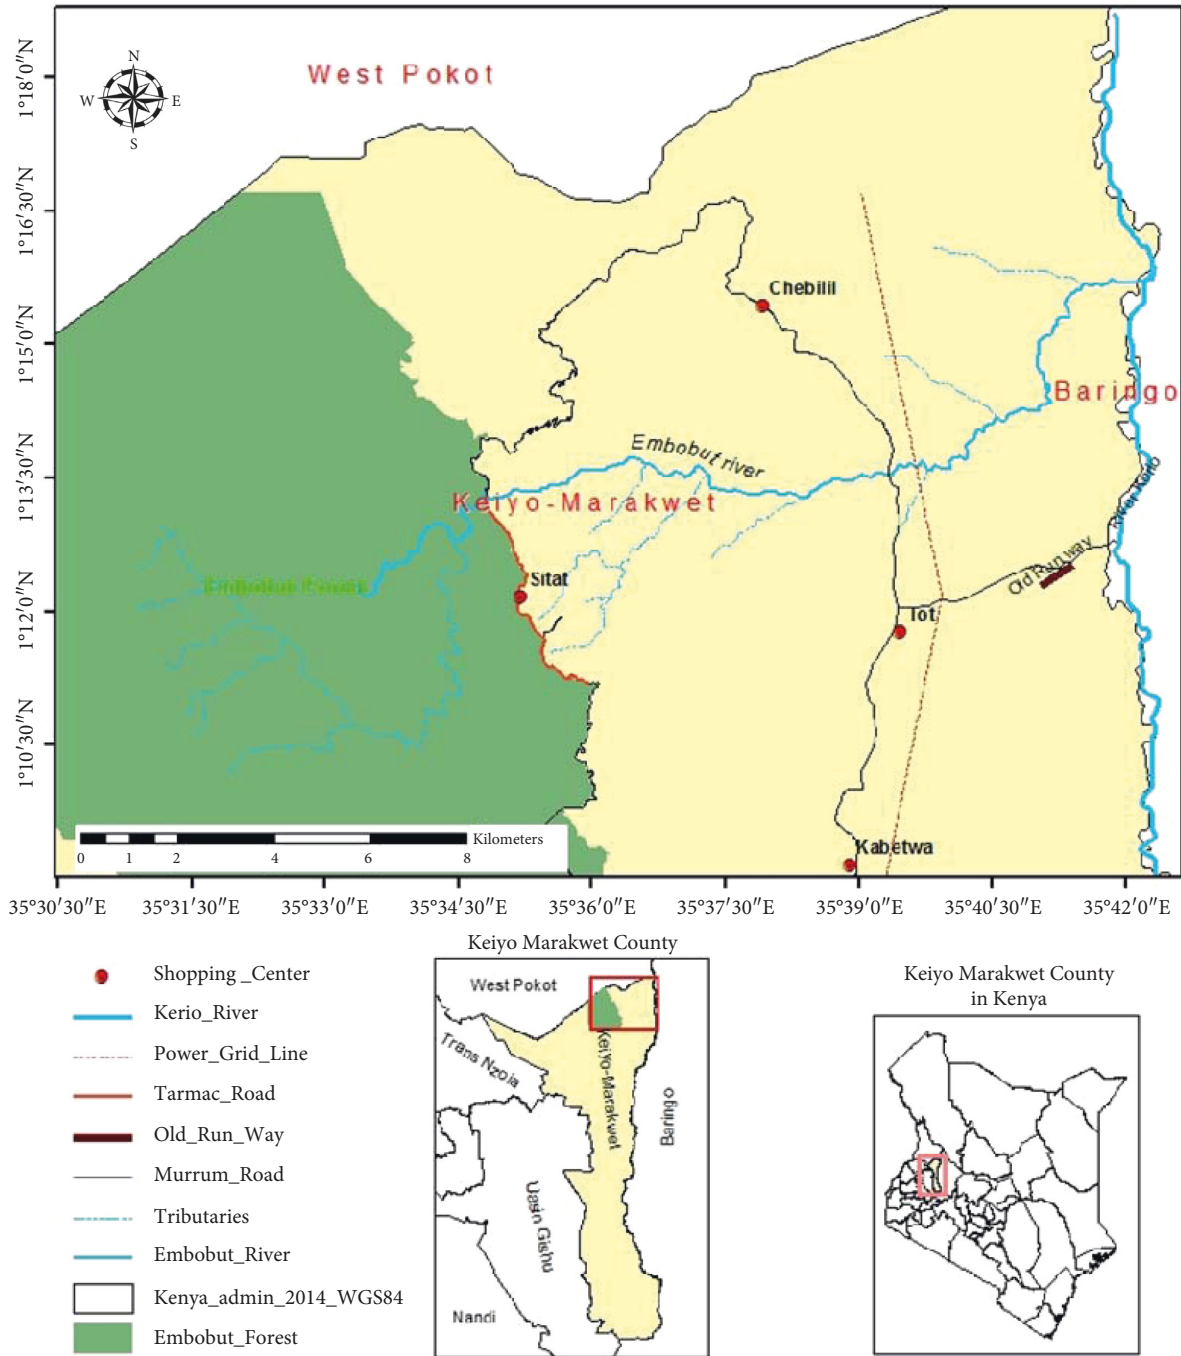 West Pokot
N
W
E
S
1°18′0″N
1°16′30″N
1°15′0″N
1°13′30″N
1°12′0″N
1°10′30″N
Chebilil
Baringo
Embobut river
Keiyo-Marakwet
River Kerio
Old Run way
Sitat
Tot
Kabetwa
Kilometers
0 1 2 4 6 8
35°30′30″E 35°31′30″E 35°33′0″E 35°34′30″E 35°36′0″E 35°37′30″E 35°39′0″E 35°40′30″E 35°42′0″E
Shopping_Center
Kerio_River
Power_Grid_Line
Tarmac_Road
Old_Run_Way
Murrum_Road
Tributaries
Embobut_River
Kenya_admin_2014_WGS84
Embobut_Forest
Keiyo Marakwet County
West Pokot
Trans Nzoia
Keiyo-Marakwet
Baringo
Uasin Gishu
Nandi
Keiyo Marakwet County
in Kenya